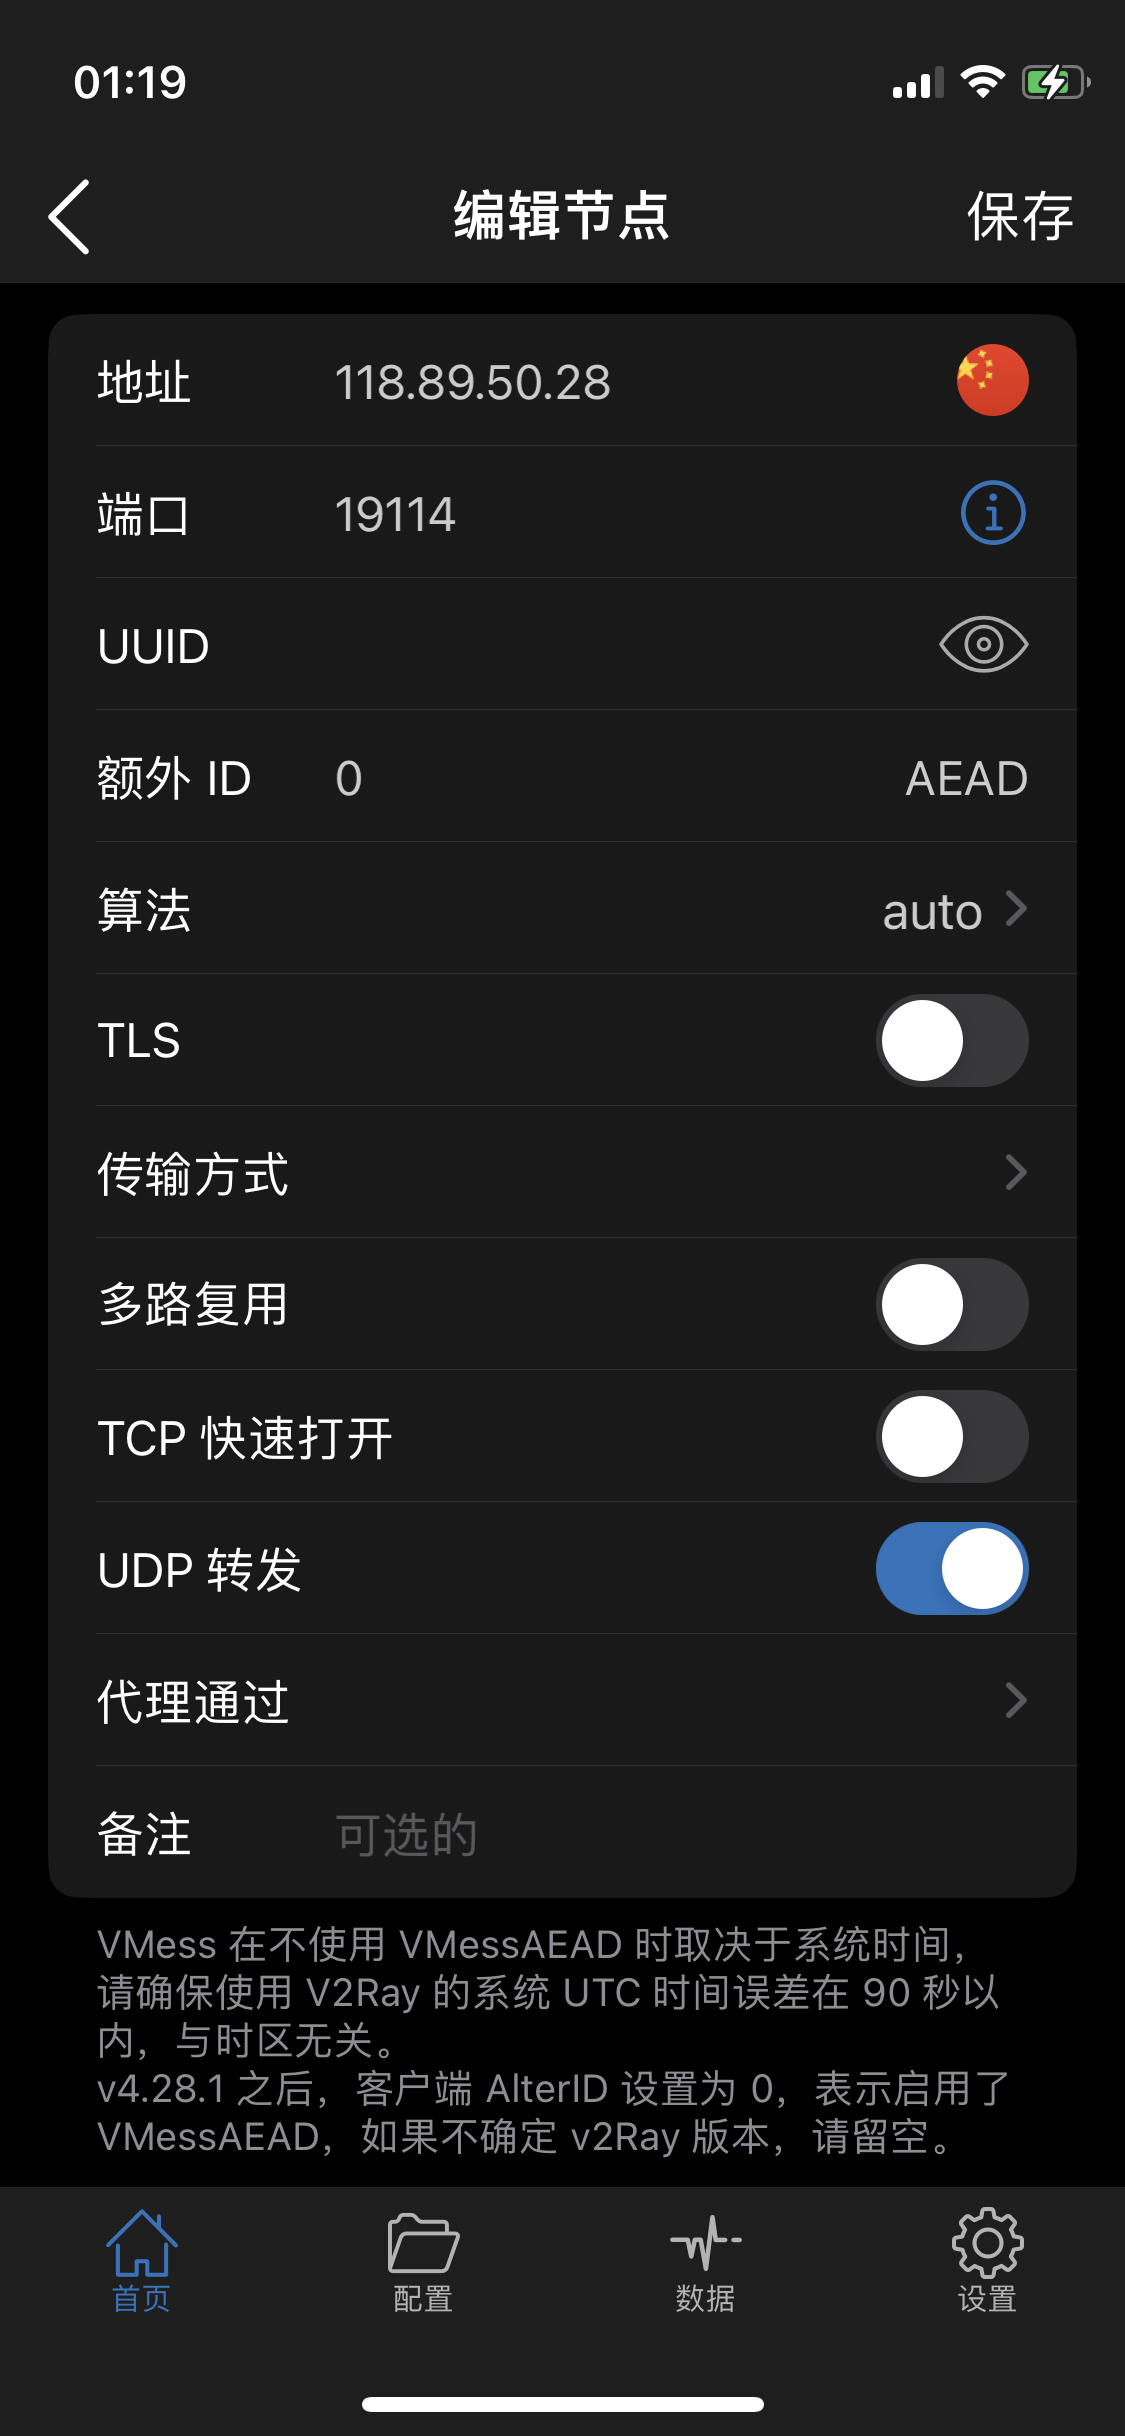 01:19
编辑节点
保存
地址 118.89.50.28
端口 19114
UUID
额外 ID 0 AEAD
算法 auto
TLS
传输方式
多路复用
TCP 快速打开
UDP 转发
代理通过
备注 可选的
VMess 在不使用 VMessAEAD 时取决于系统时间，
请确保使用 V2Ray 的系统 UTC 时间误差在 90 秒以
内，与时区无关。
v4.28.1 之后，客户端 AlterID 设置为 0，表示启用了
VMessAEAD，如果不确定 v2Ray 版本，请留空。
首页 配置 数据 设置